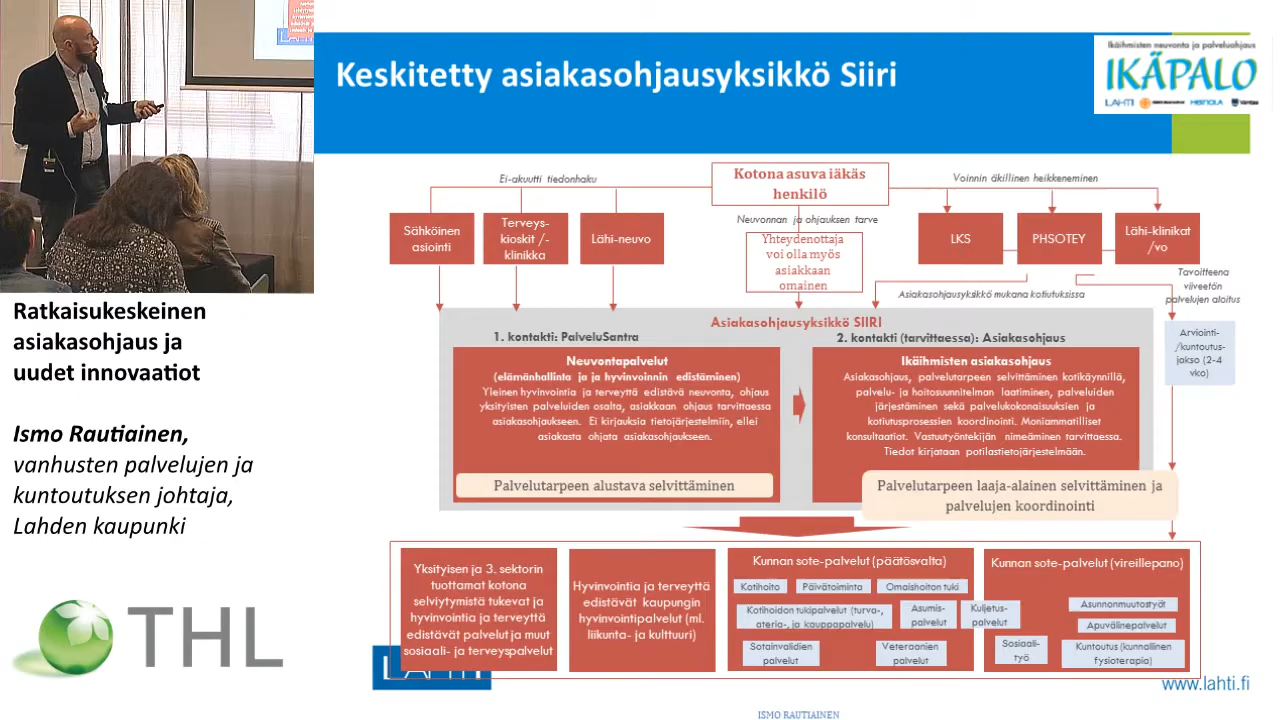 Keskitetty asiakasohjausyksikkö Siiri
Ikäihmisten neuvonta ja palveluohjaus
IKÄPALO
LAHTI
HEINOLA
Vantaa
Kotona asuva iäkäs
henkilö
Ei-akuutti tiedonhaku
Voinnin äkillinen heikkeneminen
Neuvonnan ja ohjauksen tarve
Sähköinen
asiointi
Terveys-
kioskit /-
klinikka
Lähi-neuvo
Yhteydenottaja
voi olla myös
asiakkaan
omainen
LKS
PHSOTEY
Lähi-klinikat
/vo
Asiakasohjausyksikkö mukana kotiutuksissa
Tavoitteena
viiveetön
palvelujen aloitus
Arviointi-
/kuntoutus-
jakso (2-4
vko)
Asiakasohjausyksikkö SIIRI
1. kontakti: PalveluSantra
2. kontakti (tarvittaessa): Asiakasohjaus
Neuvontapalvelut
(elämänhallinta ja ja hyvinvoinnin edistäminen)
Yleinen hyvinvointia ja terveyttä edistävä neuvonta, ohjaus
yksityisten palveluiden osalta, asiakkaan ohjaus tarvittaessa
asiakasohjaukseen. Ei kirjauksia tietojärjestelmiin, ellei
asiakasta ohjata asiakasohjaukseen.
Palvelutarpeen alustava selvittäminen
Ikäihmisten asiakasohjaus
Asiakasohjaus, palvelutarpeen selvittäminen kotikäynnillä,
palvelu- ja hoitosuunnitelman laatiminen, palveluiden
järjestäminen sekä palvelukokonaisuuksien ja
kotiutusprosessien koordinointi. Moniammatilliset
konsultaatiot. Vastuutyöntekijän nimeäminen tarvittaessa.
Tiedot kirjataan potilastietojärjestelmään.
Palvelutarpeen laaja-alainen selvittäminen ja
palvelujen koordinointi
Yksityisen ja 3. sektorin
tuottamat kotona
selviytymistä tukevat ja
hyvinvointia ja terveyttä
edistävät palvelut ja muut
sosiaali- ja terveyspalvelut
Hyvinvointia ja terveyttä
edistävät kaupungin
hyvinvointipalvelut (ml.
liikunta- ja kulttuuri)
Kunnan sote-palvelut (päätösvalta)
Kotihoito
Päivätoiminta
Omaishoiton tuki
Kotihoidon tukipalvelut (turva-,
ateria-, ja kauppapalvelu)
Asumis-
palvelut
Kuljetus-
palvelut
Sotainvalidien
palvelut
Veteraanien
palvelut
Kunnan sote-palvelut (vireillepano)
Asunnonmuutostyöt
Apuvälinepalvelut
Sosiaali-
työ
Kuntoutus (kunnallinen
fysioterapia)
LAHTI
www.lahti.fi
ISMO RAUTIAINEN
Ratkaisukeskeinen
asiakasohjaus ja
uudet innovaatiot
Ismo Rautiainen,
vanhusten palvelujen ja
kuntoutuksen johtaja,
Lahden kaupunki
THL